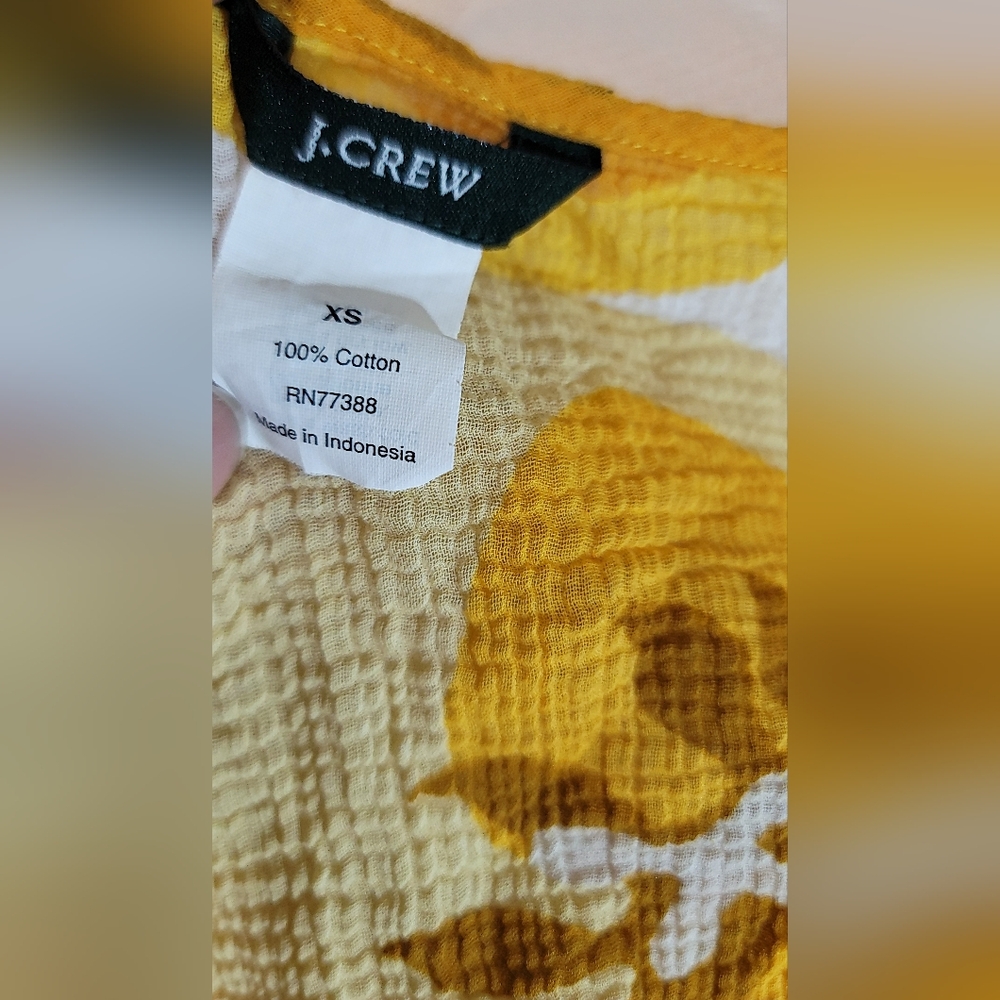 J.CREW
XS
100% Cotton
RN77388
Made in Indonesia